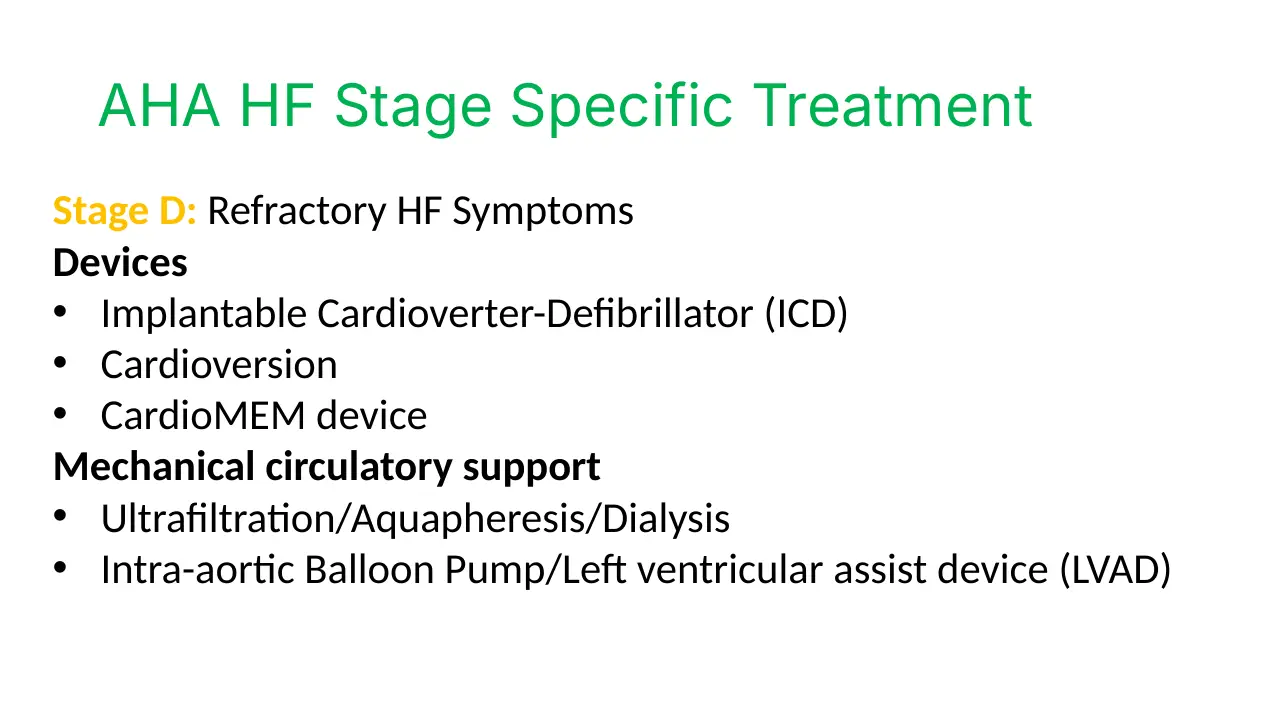 AHA HF Stage Specific Treatment
Stage D: Refractory HF Symptoms
Devices
• Implantable Cardioverter-Defibrillator (ICD)
• Cardioversion
• CardioMEM device
Mechanical circulatory support
• Ultrafiltration/Aquapheresis/Dialysis
• Intra-aortic Balloon Pump/Left ventricular assist device (LVAD)